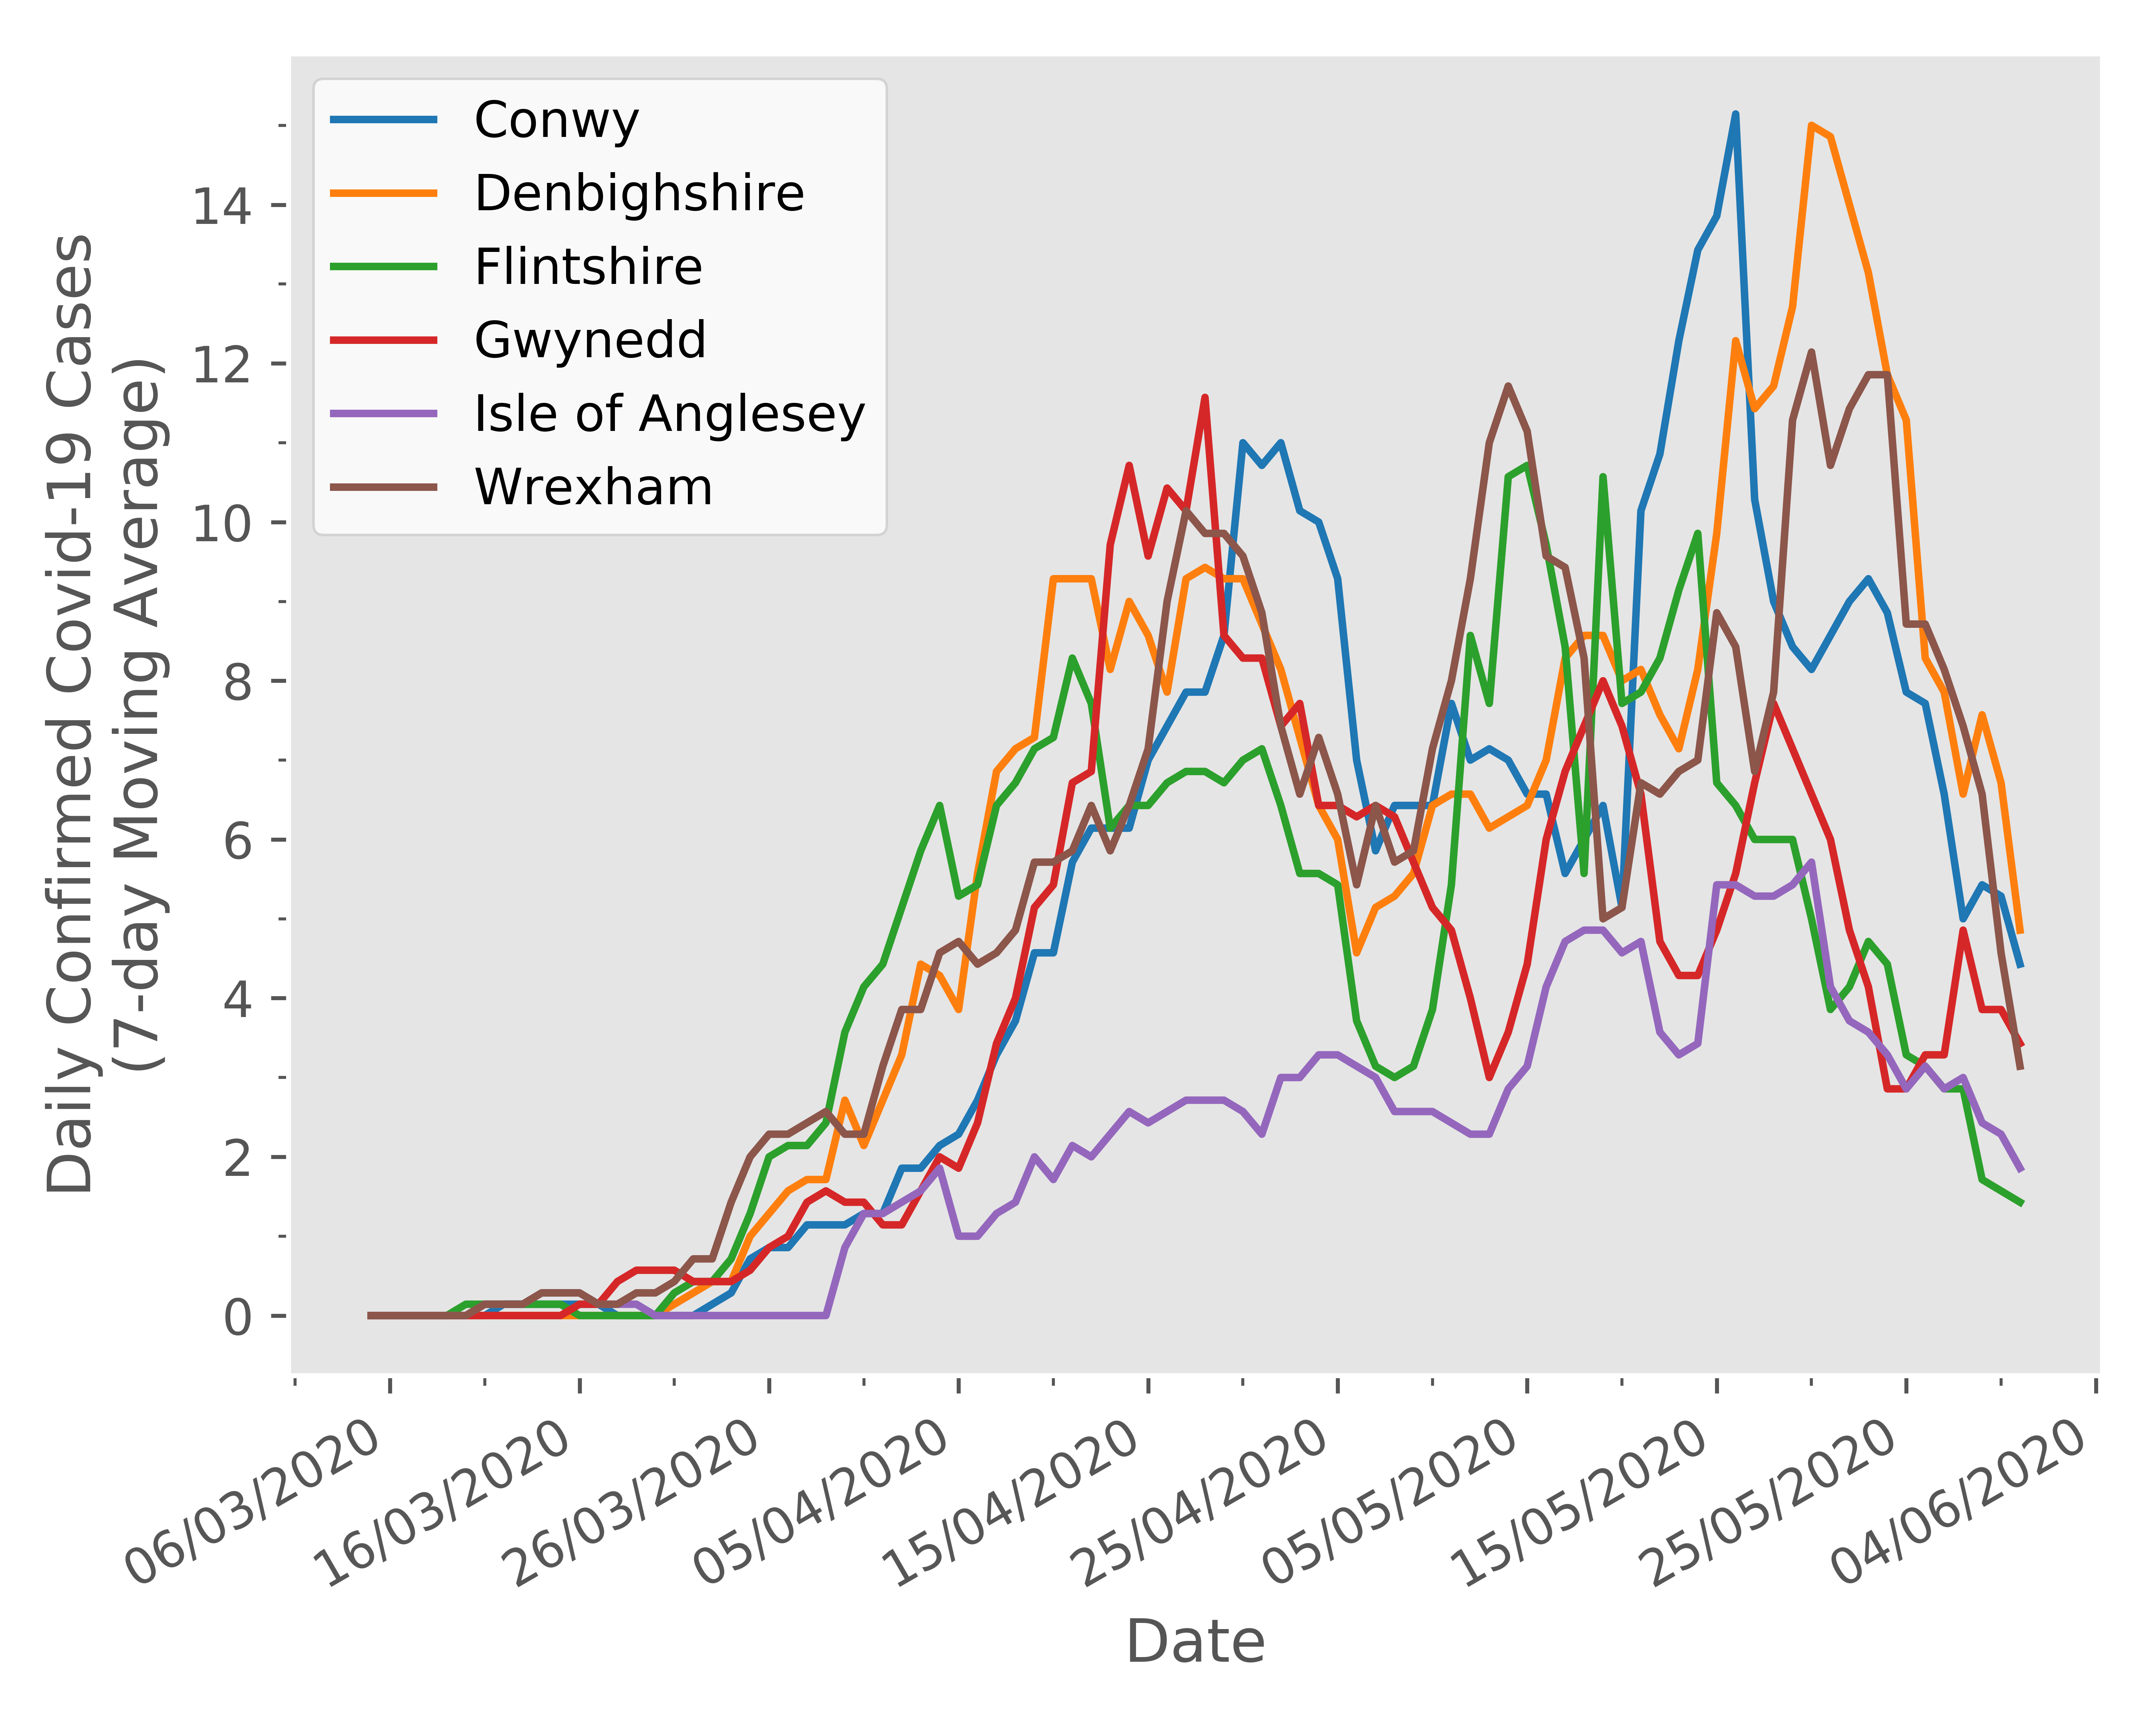 Conwy
Denbighshire
Flintshire
Gwynedd
Isle of Anglesey
Wrexham
Daily Confirmed Covid-19 Cases
(7-day Moving Average)
14
12
10
8
6
4
2
0
06/03/2020
16/03/2020
26/03/2020
05/04/2020
15/04/2020
25/04/2020
05/05/2020
15/05/2020
25/05/2020
04/06/2020
Date